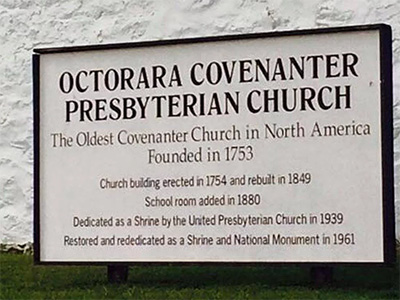 OCTORARA COVENANTER
PRESBYTERIAN CHURCH
The Oldest Covenanter Church in North America
Founded in 1753
Church building erected in 1754 and rebuilt in 1849
School room added in 1880
Dedicated as a Shrine by the United Presbyterian Church in 1939
Restored and rededicated as a Shrine and National Monument in 1961